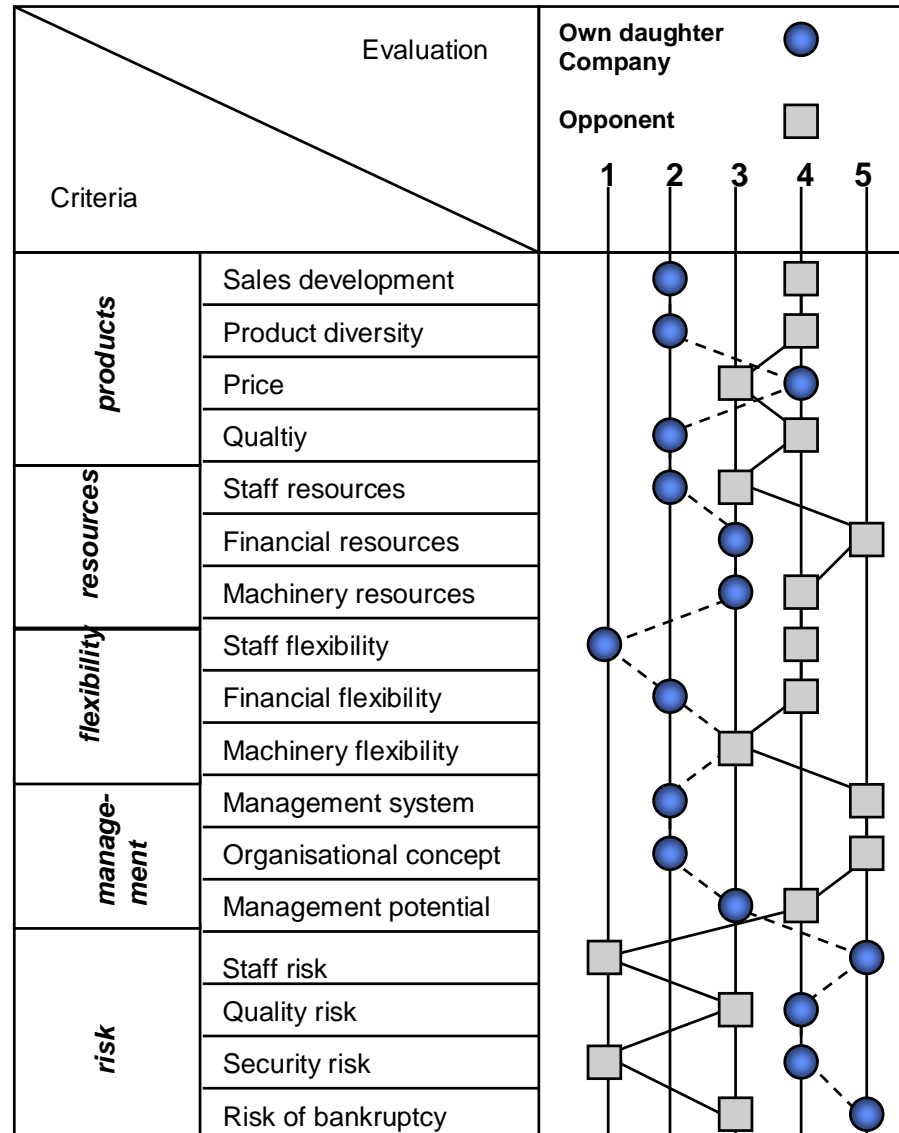 Evaluation
Criteria
Own daughter
Company
Opponent
1 2 3 4 5
products
Sales development
Product diversity
Price
Qualtiy
resources
Staff resources
Financial resources
Machinery resources
flexibility
Staff flexibility
Financial flexibility
Machinery flexibility
manage-
ment
Management system
Organisational concept
Management potential
risk
Staff risk
Quality risk
Security risk
Risk of bankruptcy